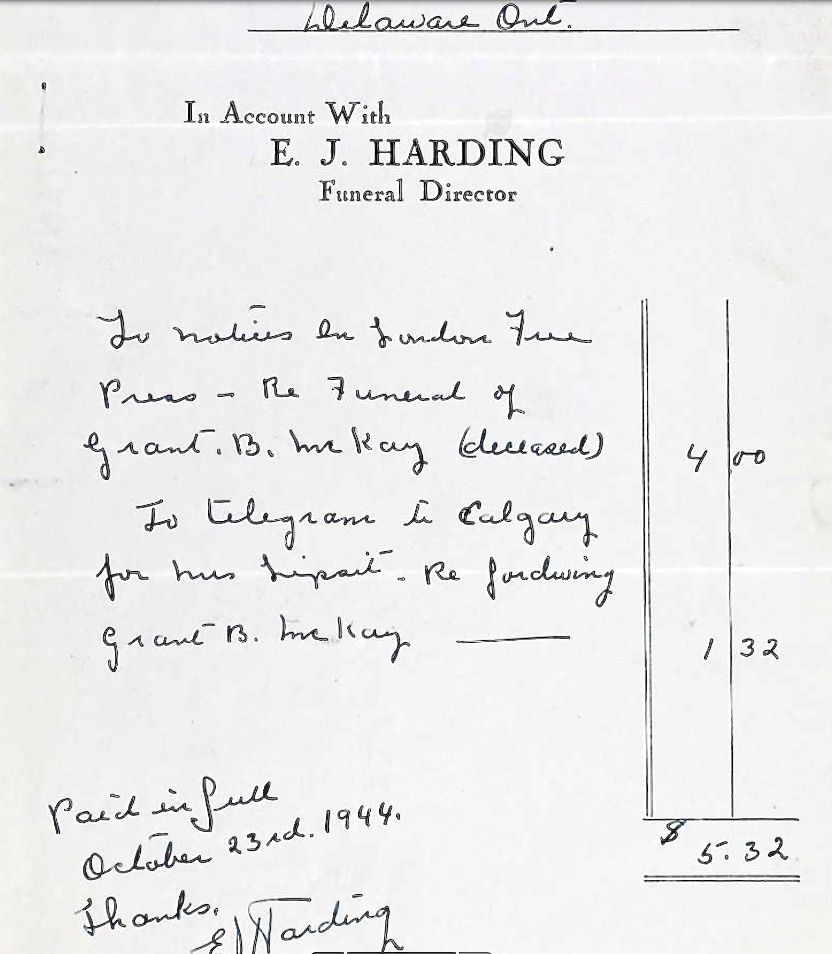 Delaware Ont.
In Account With
E. J. HARDING
Funeral Director
To notices in London Free
Press - Re Funeral of
Grant. B. McKay (deceased) 4 00
To telegram to Calgary
for Mrs. Re
Grant B. McKay —— 1 32
Paid in full
October 23rd. 1944.
$ 5.32
Thanks.
EJ Harding